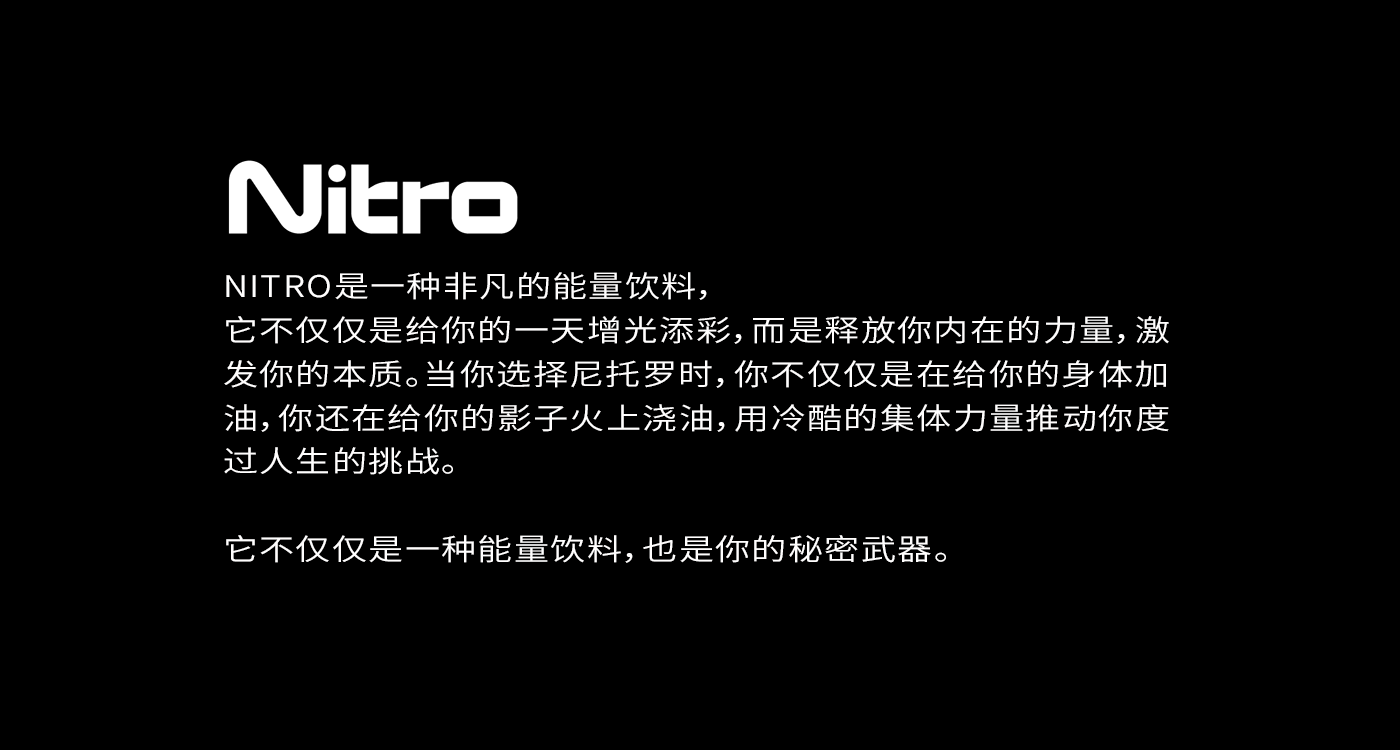 Nitro
NITRO是一种非凡的能量饮料，
它不仅仅是给你的一天增光添彩，而是释放你内在的力量，激
发你的本质。当你选择尼托罗时，你不仅仅是在给你的身体加
油，你还在给你的影子火上浇油，用冷酷的集体力量推动你度
过人生的挑战。
它不仅仅是一种能量饮料，也是你的秘密武器。